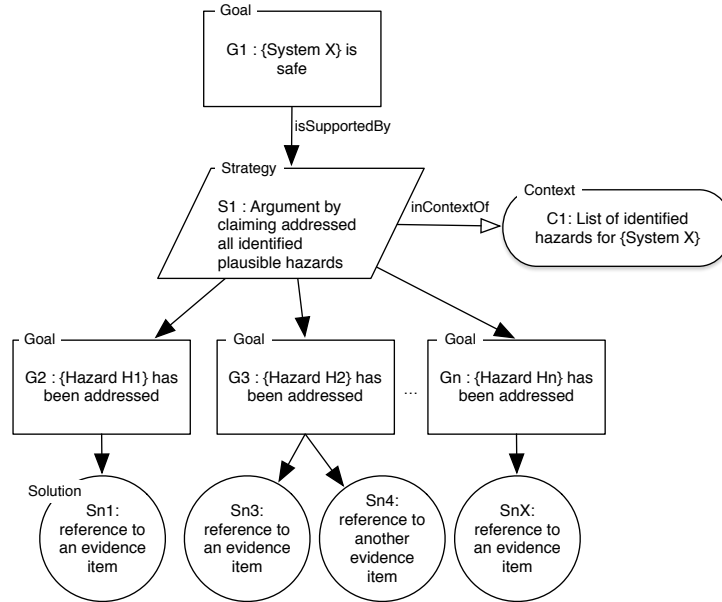 Goal
G1 : {System X} is
safe
isSupportedBy
Strategy
S1 : Argument by
claiming addressed
all identified
plausible hazards
inContextOf
Context
C1: List of identified
hazards for {System X}
Goal
G2 : {Hazard H1} has
been addressed
Goal
G3 : {Hazard H2} has
been addressed
...
Goal
Gn : {Hazard Hn} has
been addressed
Solution
Sn1:
reference to
an evidence
item
Sn3:
reference to
an evidence
item
Sn4:
reference to
another
evidence
item
SnX:
reference to
an evidence
item